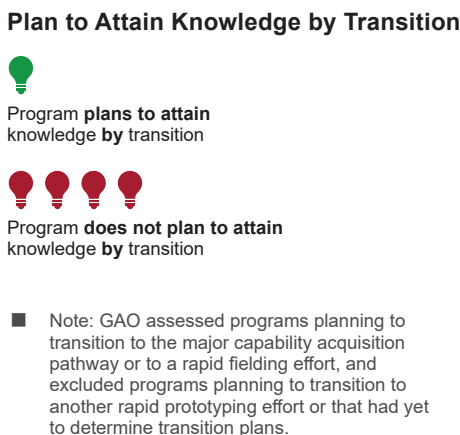 Plan to Attain Knowledge by Transition
Program plans to attain
knowledge by transition
Program does not plan to attain
knowledge by transition
Note: GAO assessed programs planning to
transition to the major capability acquisition
pathway or to a rapid fielding effort, and
excluded programs planning to transition to
another rapid prototyping effort or that had yet
to determine transition plans.